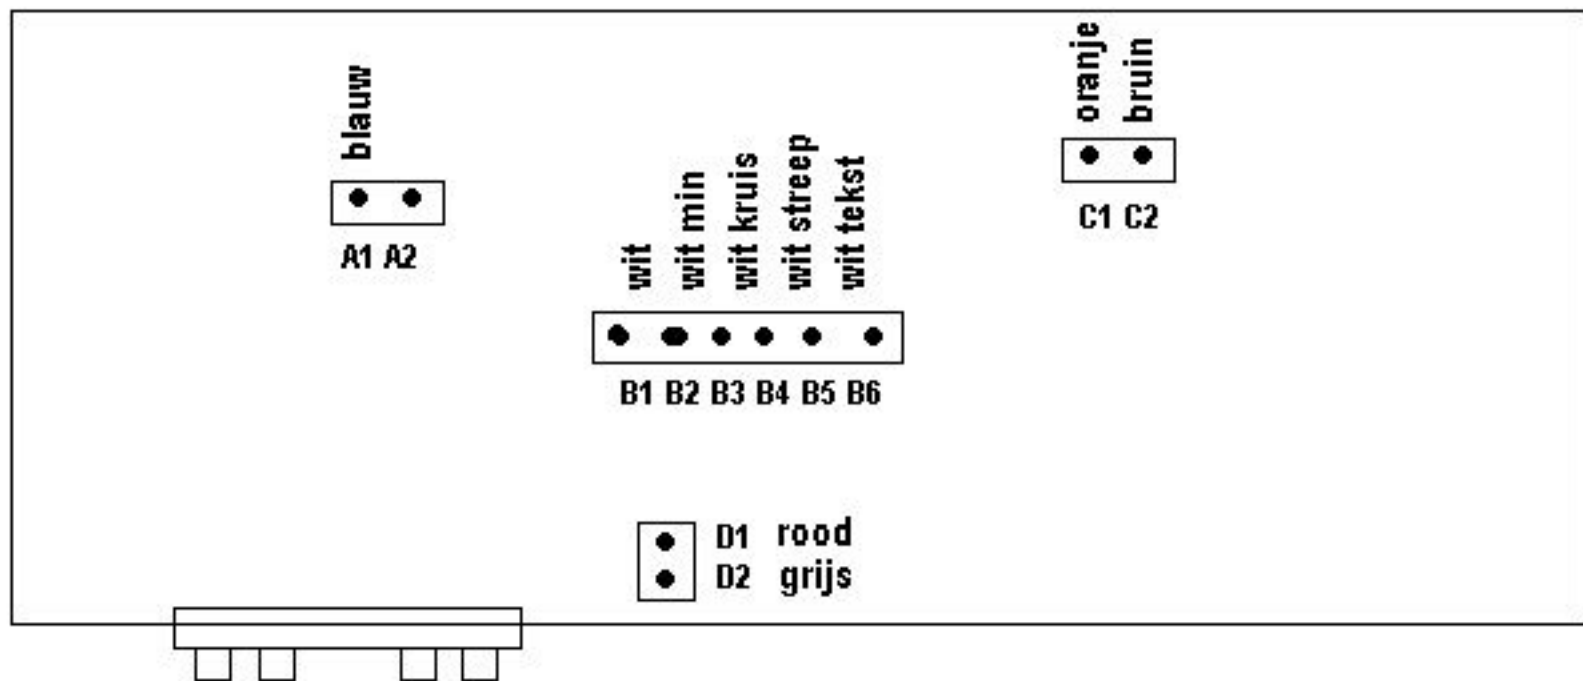 blauw
A1 A2
wit
wit min
wit kruis
wit streep
wit tekst
B1 B2 B3 B4 B5 B6
oranje
bruin
C1 C2
D1 rood
D2 grijs